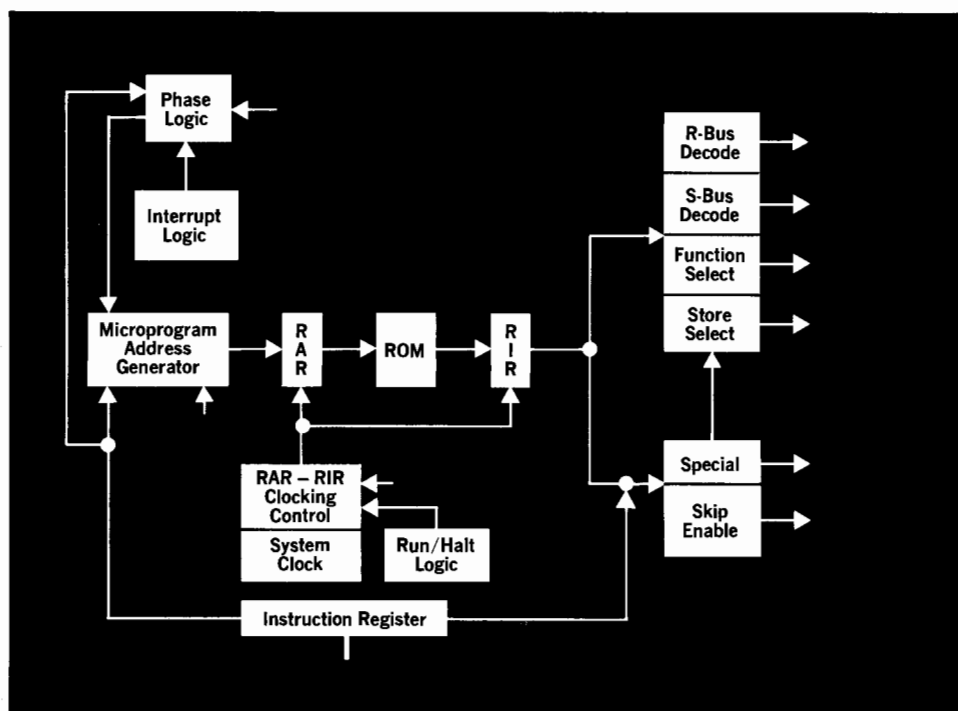 Phase
Logic
Interrupt
Logic
R-Bus
Decode
S-Bus
Decode
Function
Select
Store
Select
Microprogram
Address
Generator
R
A
R
ROM
R
I
R
RAR – RIR
Clocking
Control
System
Clock
Run/Halt
Logic
Special
Skip
Enable
Instruction Register